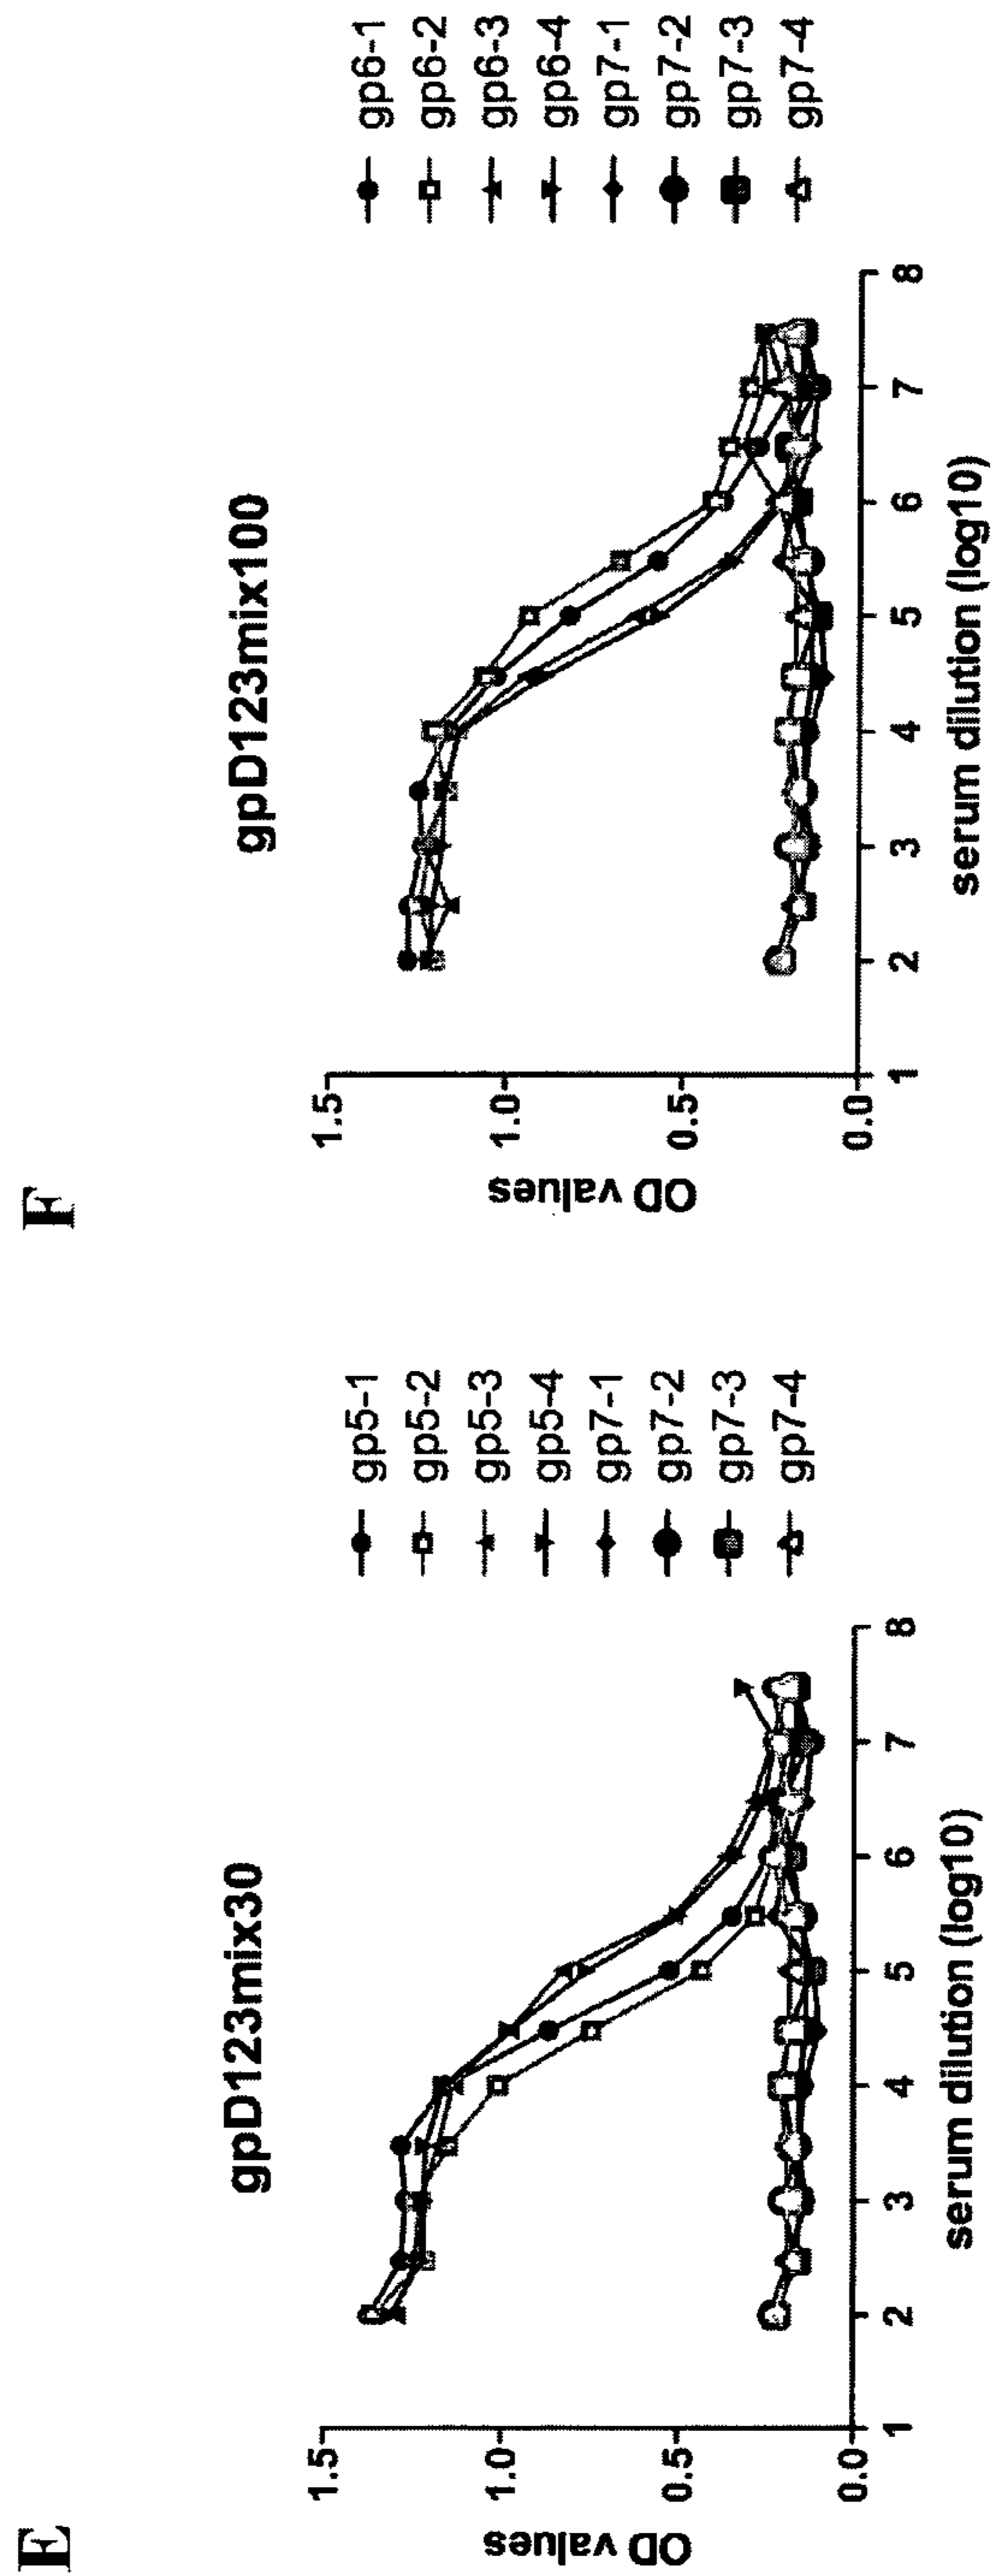 E
gpD123mix30
OD values
1.5
1.0
0.5
0.0
1 2 3 4 5 6 7 8
serum dilution (log10)
gp5-1
gp5-2
gp5-3
gp5-4
gp7-1
gp7-2
gp7-3
gp7-4
F
gpD123mix100
OD values
1.5
1.0
0.5
0.0
1 2 3 4 5 6 7 8
serum dilution (log10)
gp6-1
gp6-2
gp6-3
gp6-4
gp7-1
gp7-2
gp7-3
gp7-4